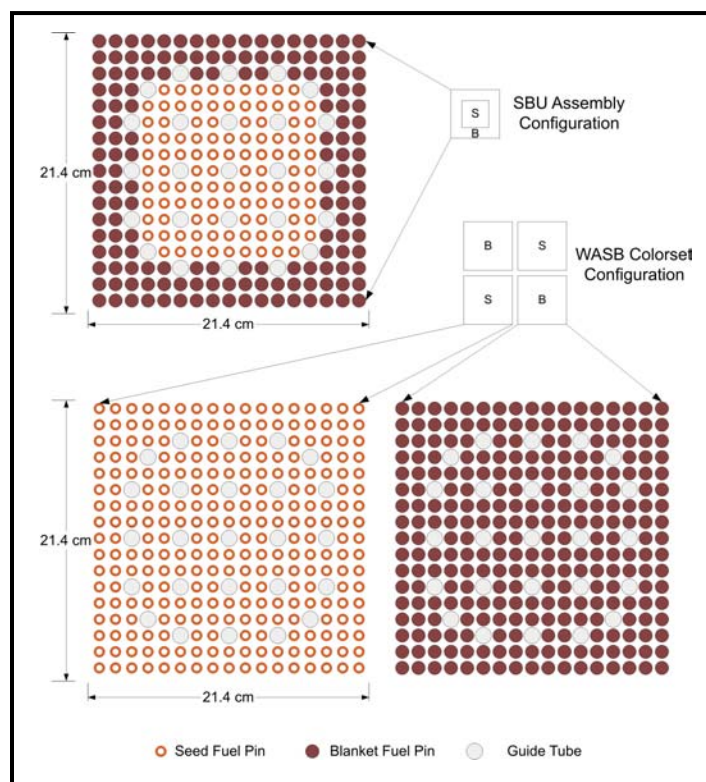 S
B
SBU Assembly
Configuration
21.4 cm
21.4 cm
B
S
S
B
WASB Colorset
Configuration
21.4 cm
21.4 cm
Seed Fuel Pin
Blanket Fuel Pin
Guide Tube